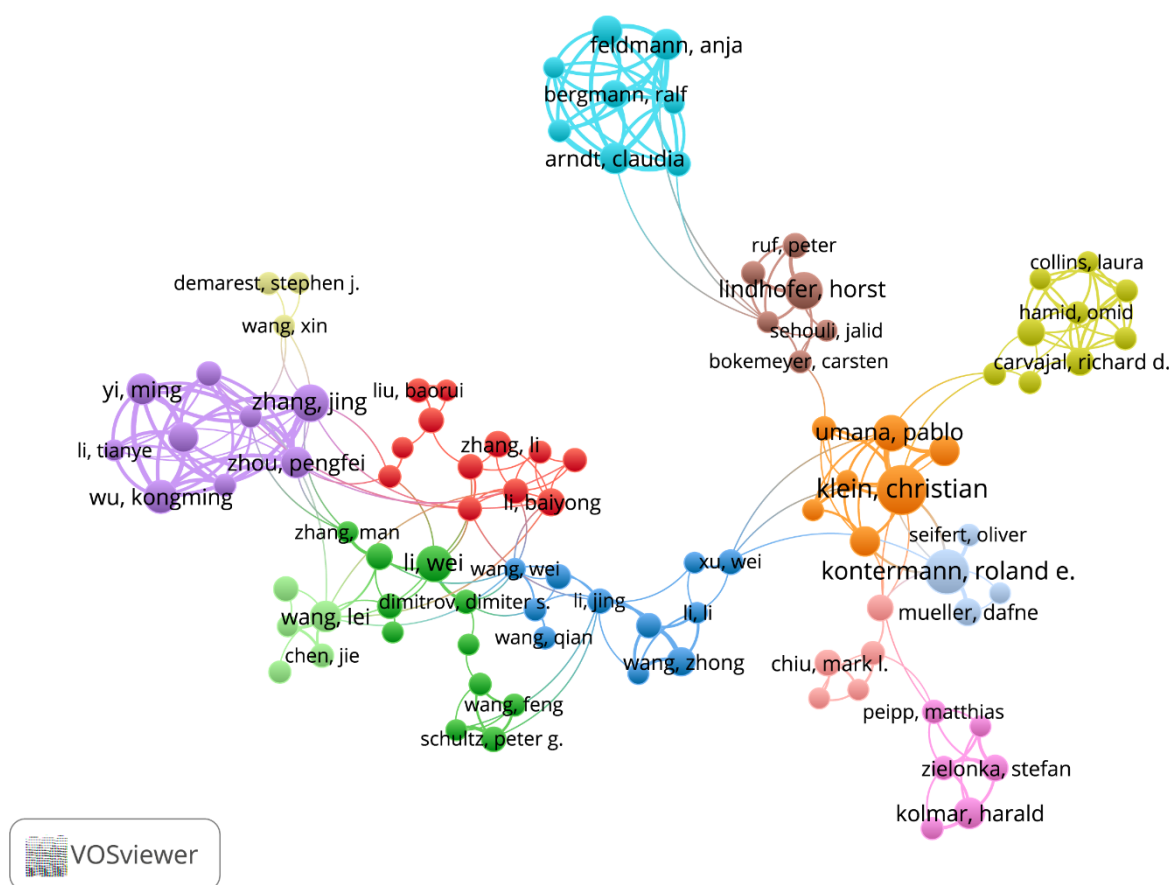 feldmann, anja
bergmann, ralf
arndt, claudia
ruf, peter
lindhofer, horst
sehouli, jalid
bokemeyer, carsten
collins, laura
hamid, omid
carvajal, richard d.
demarest, stephen j.
wang, xin
yi, ming
zhang, jing
li, tianye
zhou, pengfei
wu, kongming
liu, baorui
zhang, li
li, baiyong
umana, pablo
klein, christian
zhang, man
li, wei
wang, wei
xu, wei
seifert, oliver
kontermann, roland e.
mueller, dafne
wang, lei
dimitrov, dimiter s.
li, jing
li, li
chen, jie
wang, qian
wang, zhong
chiu, mark l.
wang, feng
schultz, peter g.
peipp, matthias
zielonka, stefan
kolmar, harald
VOSviewer